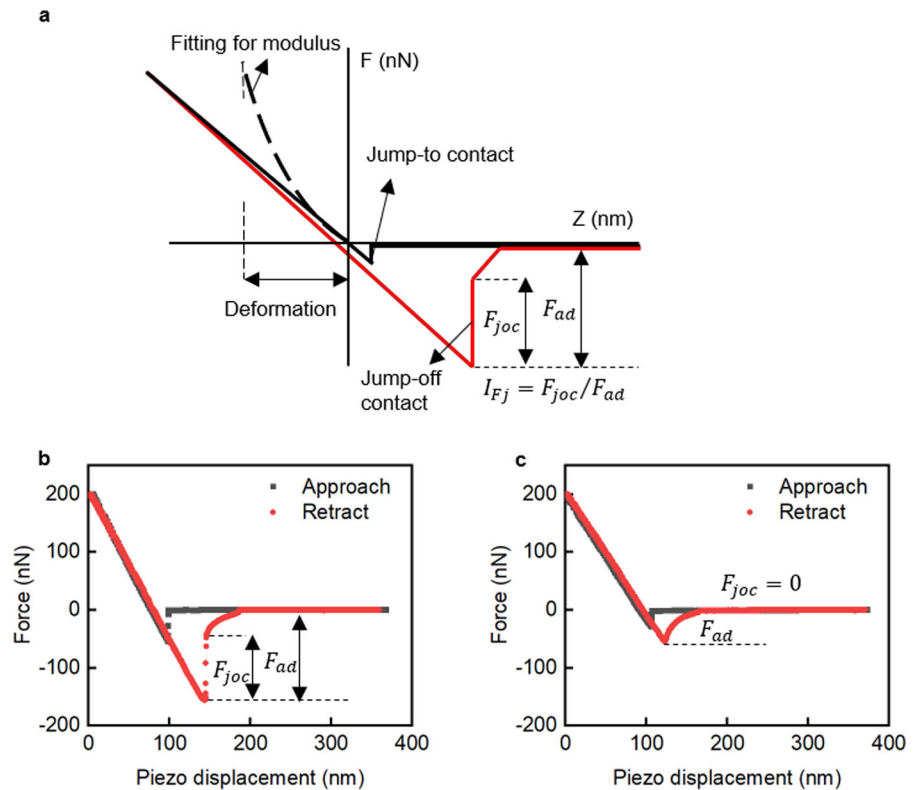 a
Fitting for modulus
F (nN)
Jump-to contact
Z (nm)
Deformation
F_joc
F_ad
Jump-off
contact
I_Fj = F_joc/F_ad
b
200
100
0
-100
-200
Force (nN)
Approach
Retract
F_joc
F_ad
0
100
200
300
400
Piezo displacement (nm)
c
200
100
0
-100
-200
Force (nN)
Approach
Retract
F_joc = 0
F_ad
0
100
200
300
400
Piezo displacement (nm)